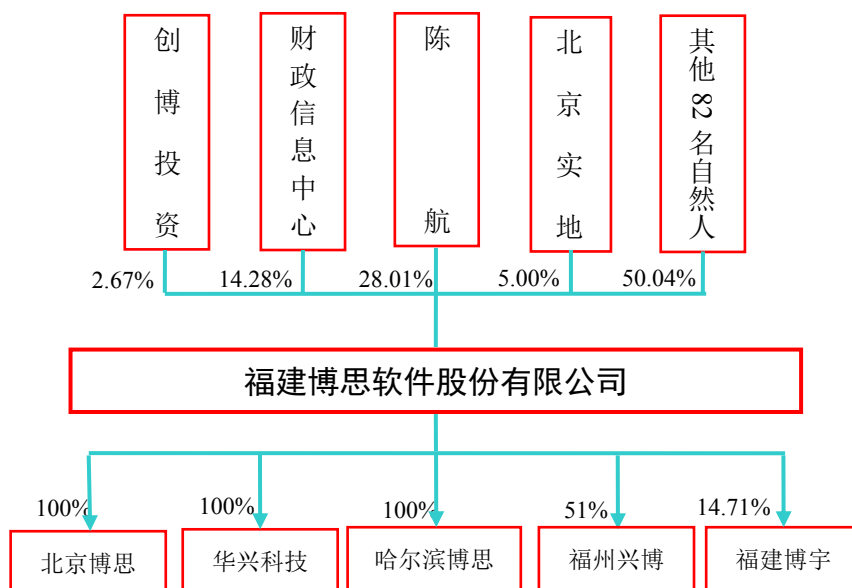 创博投资
财政信息中心
陈航
北京实地
其他82名自然人
2.67%
14.28%
28.01%
5.00%
50.04%
福建博思软件股份有限公司
100%
100%
100%
51%
14.71%
北京博思
华兴科技
哈尔滨博思
福州兴博
福建博宇